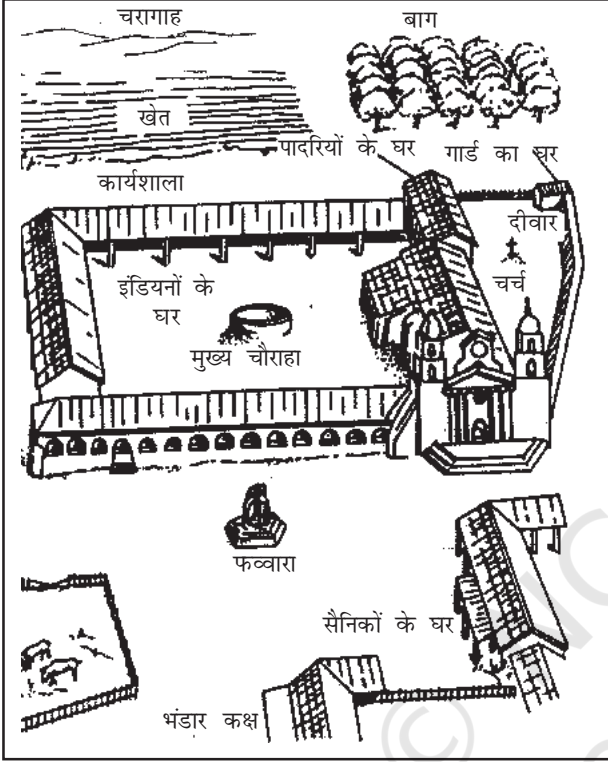 चरागाह
बाग
खेत
पादरियों के घर
गार्ड का घर
कार्यशाला
दीवार
चर्च
इंडियनों के
घर
मुख्य चौराहा
फव्वारा
सैनिकों के घर
भंडार कक्ष